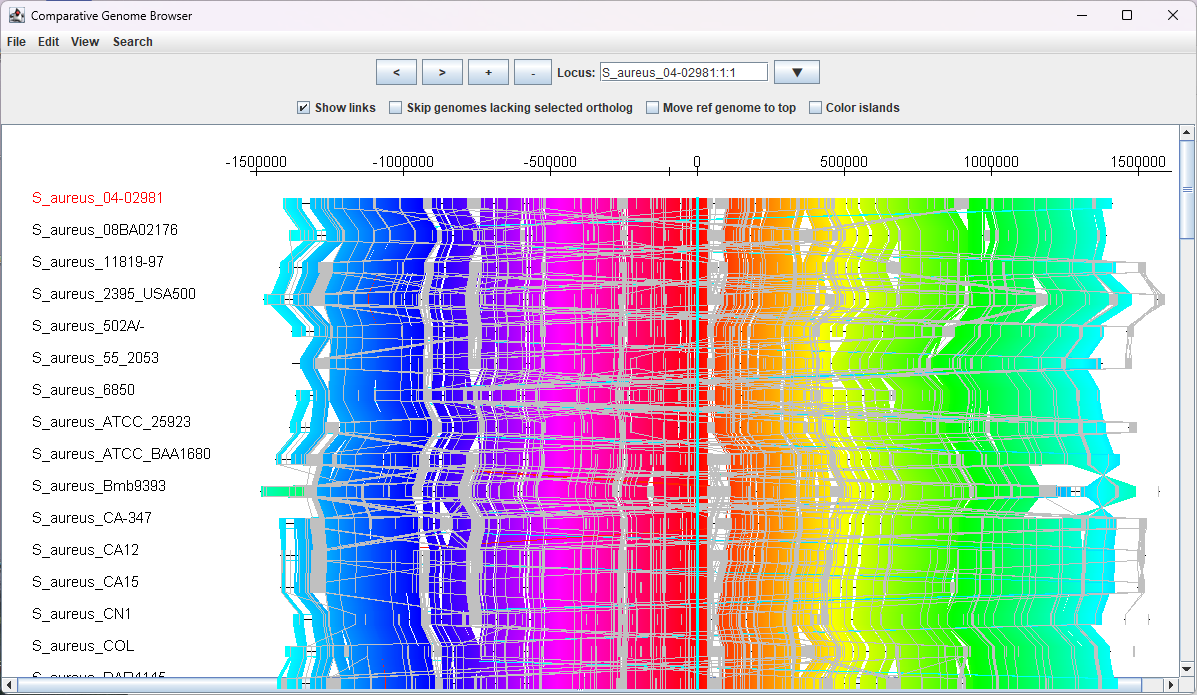 Comparative Genome Browser
File Edit View Search
< > + - Locus: S_aureus_04-02981:1:1 ▼
Show links Skip genomes lacking selected ortholog Move ref genome to top Color islands
-1500000 -1000000 -500000 0 500000 1000000 1500000
S_aureus_04-02981
S_aureus_08BA02176
S_aureus_11819-97
S_aureus_2395_USA500
S_aureus_502A/-
S_aureus_55_2053
S_aureus_6850
S_aureus_ATCC_25923
S_aureus_ATCC_BAA1680
S_aureus_Bmb9393
S_aureus_CA-347
S_aureus_CA12
S_aureus_CA15
S_aureus_CN1
S_aureus_COL